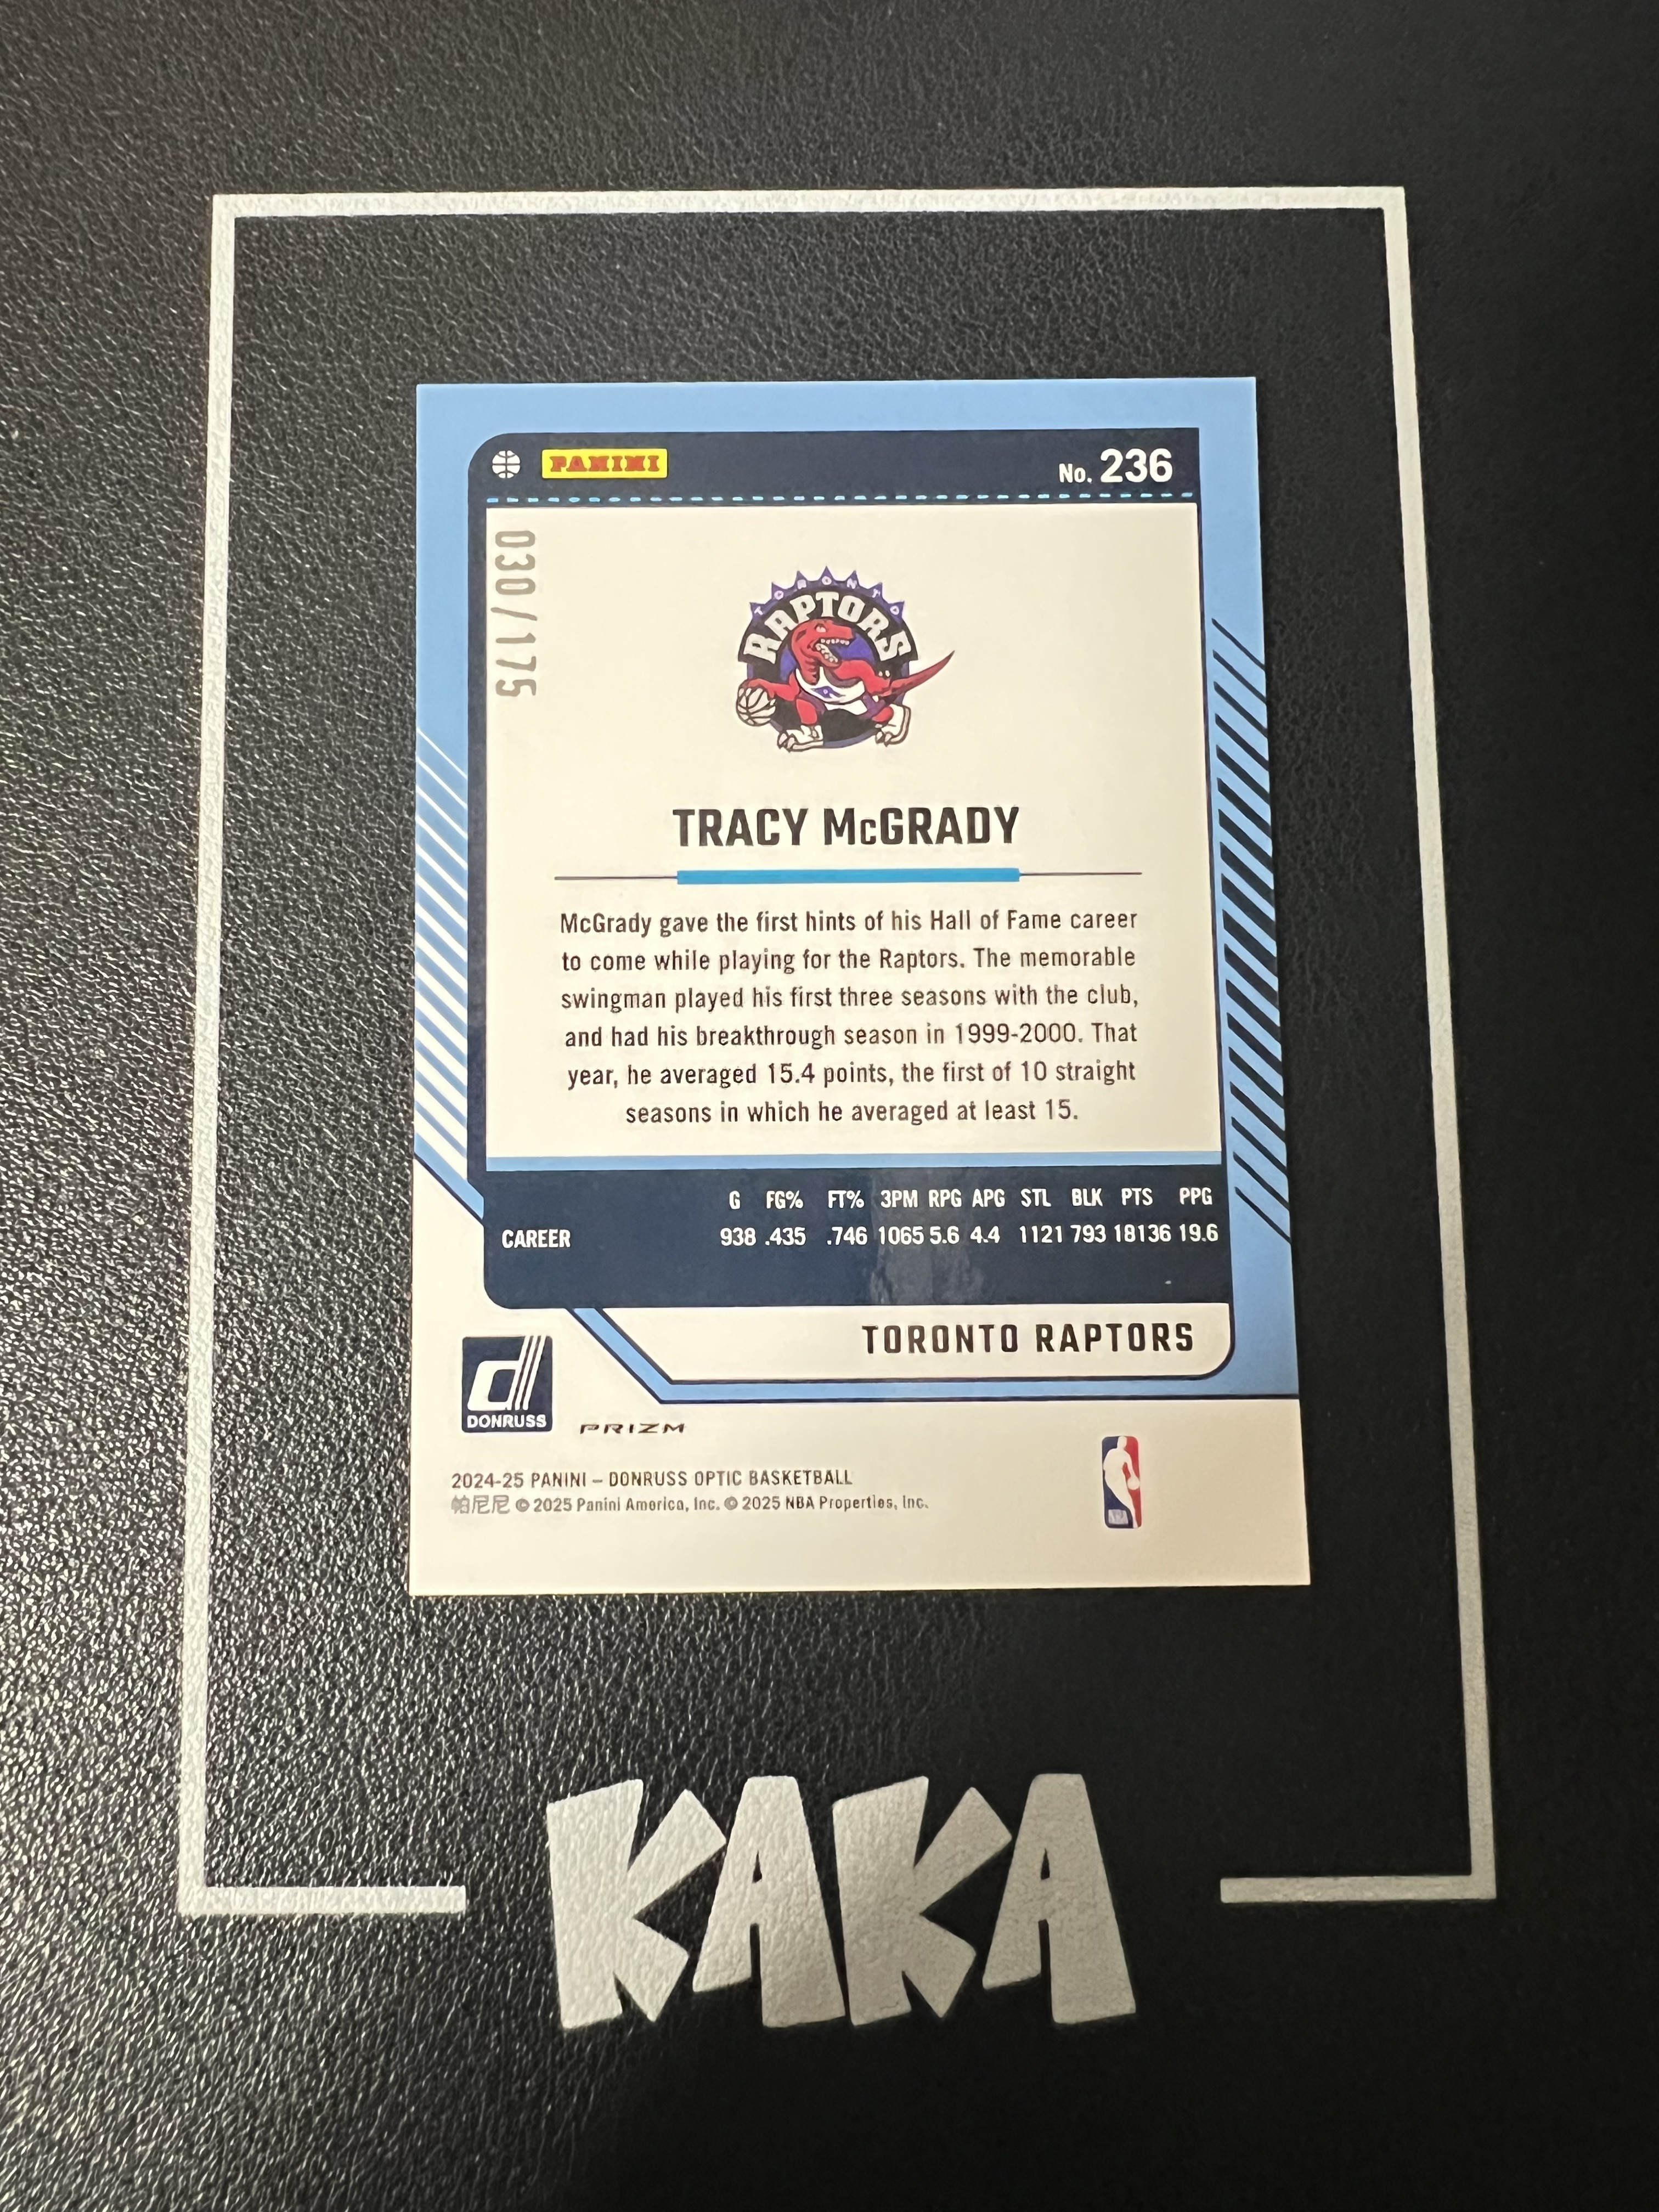 PANINI
No. 236
030/175
TORONTO
RAPTORS
TRACY McGRADY
McGrady gave the first hints of his Hall of Fame career
to come while playing for the Raptors. The memorable
swingman played his first three seasons with the club,
and had his breakthrough season in 1999-2000. That
year, he averaged 15.4 points, the first of 10 straight
seasons in which he averaged at least 15.
G FG% FT% 3PM RPG APG STL BLK PTS PPG
CAREER 938 .435 .746 1065 5.6 4.4 1121 793 18136 19.6
TORONTO RAPTORS
d
DONRUSS
PRIZM
2024-25 PANINI – DONRUSS OPTIC BASKETBALL
帕尼尼 © 2025 Panini America, Inc. © 2025 NBA Properties, Inc.
KAKA